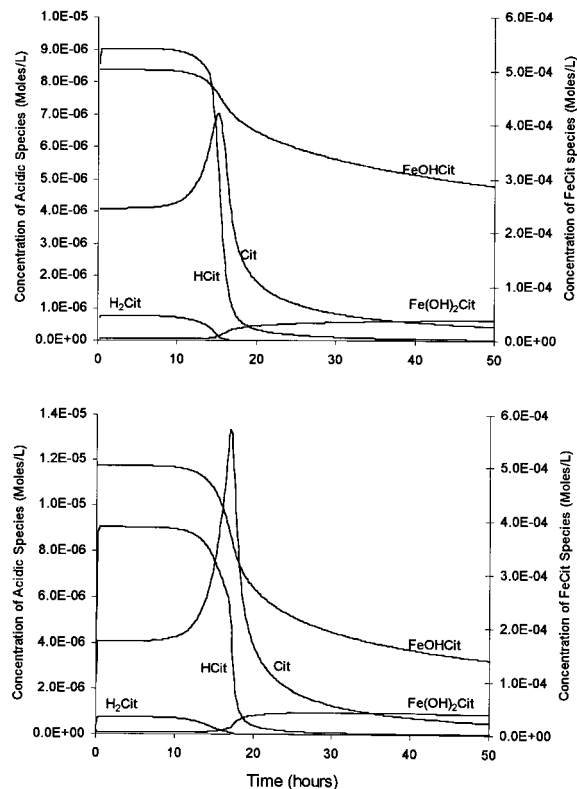 Concentration of Acidic Species (Moles/L)
1.0E-05
9.0E-06
8.0E-06
7.0E-06
6.0E-06
5.0E-06
4.0E-06
3.0E-06
2.0E-06
1.0E-06
0.0E+00
6.0E-04
5.0E-04
4.0E-04
3.0E-04
2.0E-04
1.0E-04
0.0E+00
Concentration of FeCit species (Moles/L)
FeOHCit
Cit
HCit
H₂Cit
Fe(OH)₂Cit
0 10 20 30 40 50
Concentration of Acidic Species (Moles/L)
1.4E-05
1.2E-05
1.0E-05
8.0E-06
6.0E-06
4.0E-06
2.0E-06
0.0E+00
6.0E-04
5.0E-04
4.0E-04
3.0E-04
2.0E-04
1.0E-04
0.0E+00
Concentration of FeCit Species (Moles/L)
FeOHCit
HCit
Cit
H₂Cit
Fe(OH)₂Cit
0 10 20 30 40 50
Time (hours)